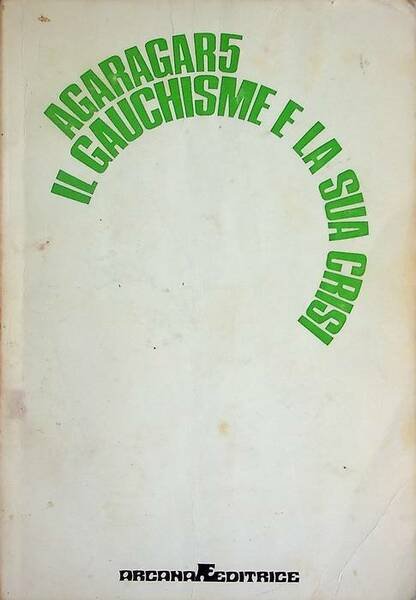 AGARAGAR5
IL GAUCHISME E LA SUA CRISI
ARCANA Æ EDITRICE